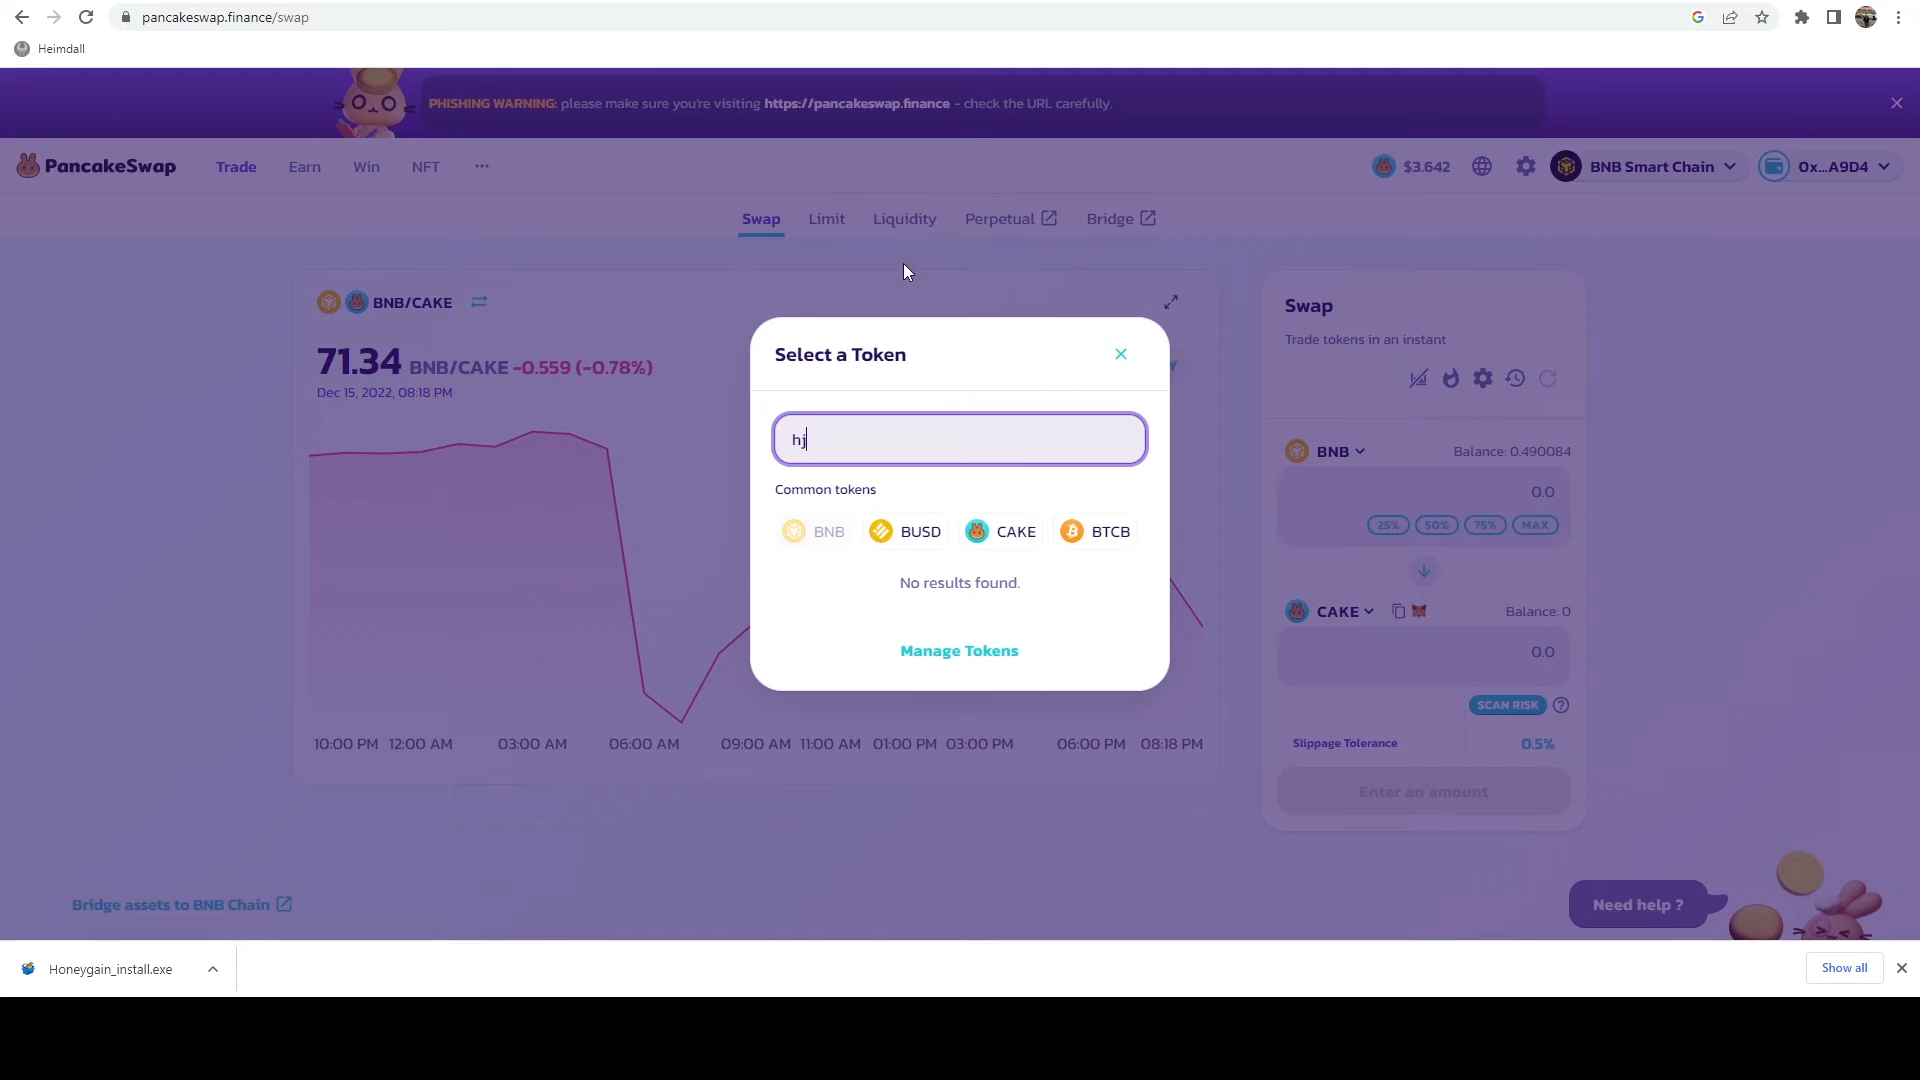 pancakeswap.finance/swap
Heimdall
PHISHING WARNING: please make sure you're visiting https://pancakeswap.finance - check the URL carefully.
PancakeSwap Trade Earn Win NFT $3.642 BNB Smart Chain 0x...A9D4
Swap Limit Liquidity Perpetual Bridge
BNB/CAKE
71.34 BNB/CAKE -0.559 (-0.78%)
Dec 15, 2022, 08:18 PM
10:00 PM 12:00 AM 03:00 AM 06:00 AM 09:00 AM 11:00 AM 01:00 PM 03:00 PM 06:00 PM 08:18 PM
Select a Token
hj
Common tokens
BNB BUSD CAKE BTCB
No results found.
Manage Tokens
Swap
Trade tokens in an instant
BNB Balance: 0.490084
0.0
25% 50% 75% MAX
CAKE Balance: 0
0.0
SCAN RISK
Slippage Tolerance 0.5%
Enter an amount
Bridge assets to BNB Chain
Need help ?
Honeygain_install.exe
Show all